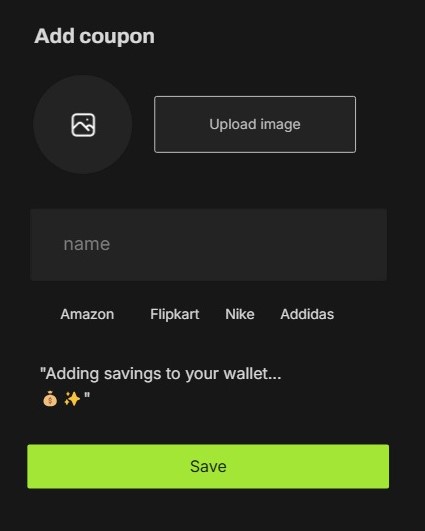 Add coupon
Upload image
name
Amazon Flipkart Nike Addidas
"Adding savings to your wallet...
💰 ✨ "
Save